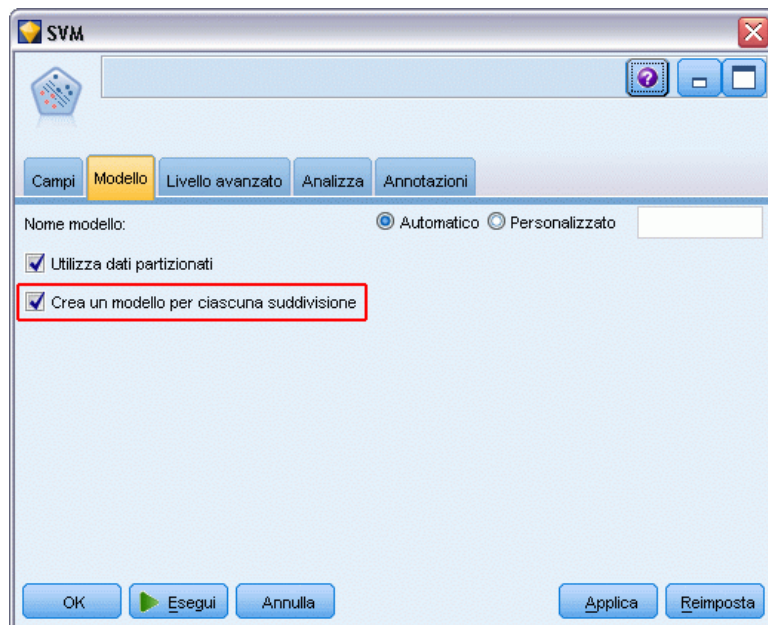 SVM
Campi Modello Livello avanzato Analizza Annotazioni
Nome modello: Automatico Personalizzato
Utilizza dati partizionati
Crea un modello per ciascuna suddivisione
OK Esegui Annulla Applica Reimposta